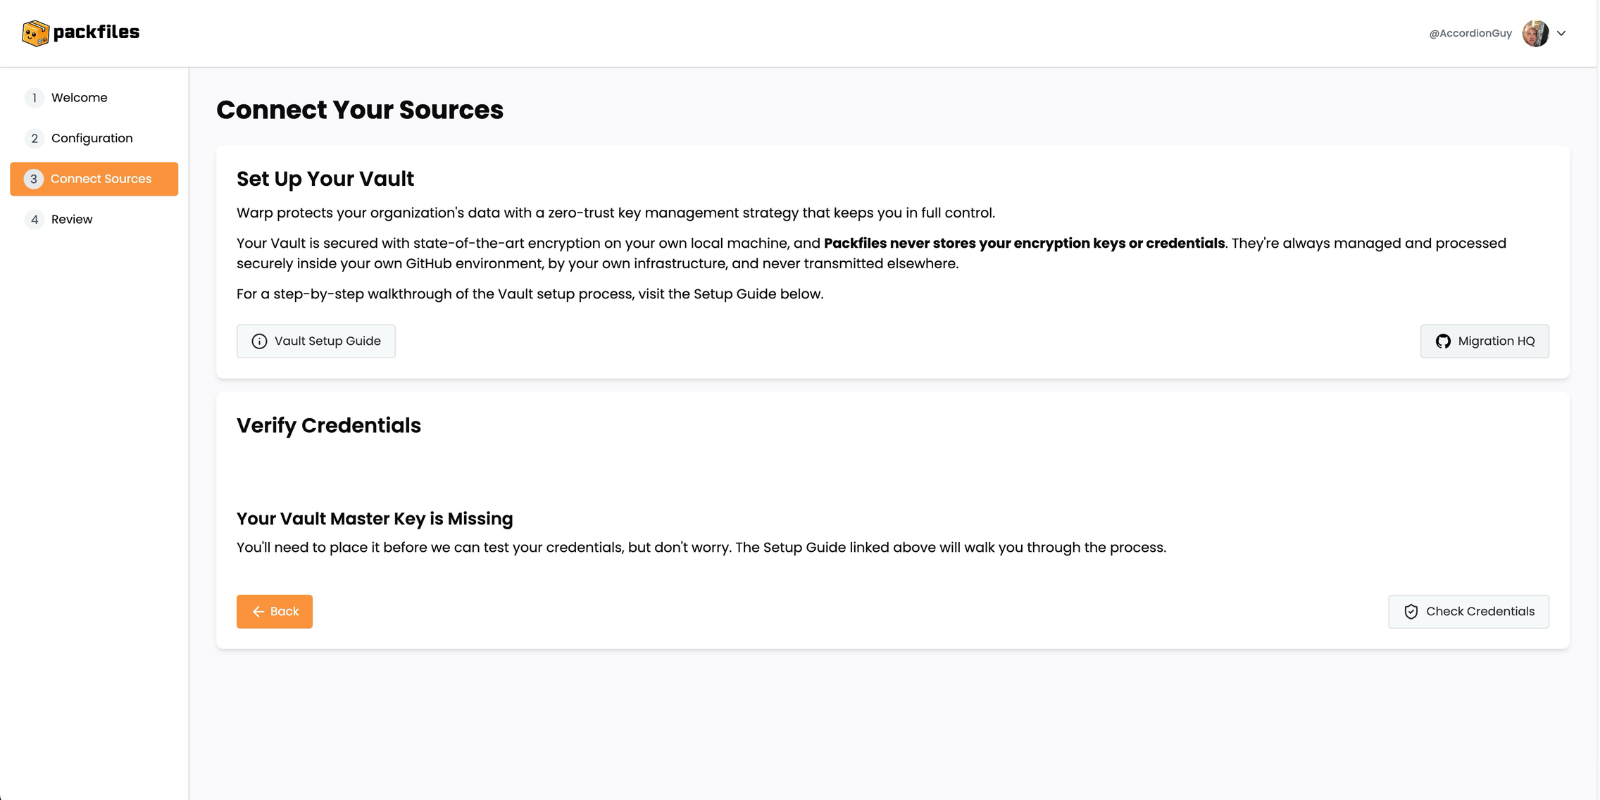 packfiles
@AccordionGuy
1 Welcome
2 Configuration
3 Connect Sources
4 Review
Connect Your Sources
Set Up Your Vault
Warp protects your organization's data with a zero-trust key management strategy that keeps you in full control.
Your Vault is secured with state-of-the-art encryption on your own local machine, and Packfiles never stores your encryption keys or credentials. They're always managed and processed
securely inside your own GitHub environment, by your own infrastructure, and never transmitted elsewhere.
For a step-by-step walkthrough of the Vault setup process, visit the Setup Guide below.
Vault Setup Guide
Migration HQ
Verify Credentials
Your Vault Master Key is Missing
You'll need to place it before we can test your credentials, but don't worry. The Setup Guide linked above will walk you through the process.
Back
Check Credentials